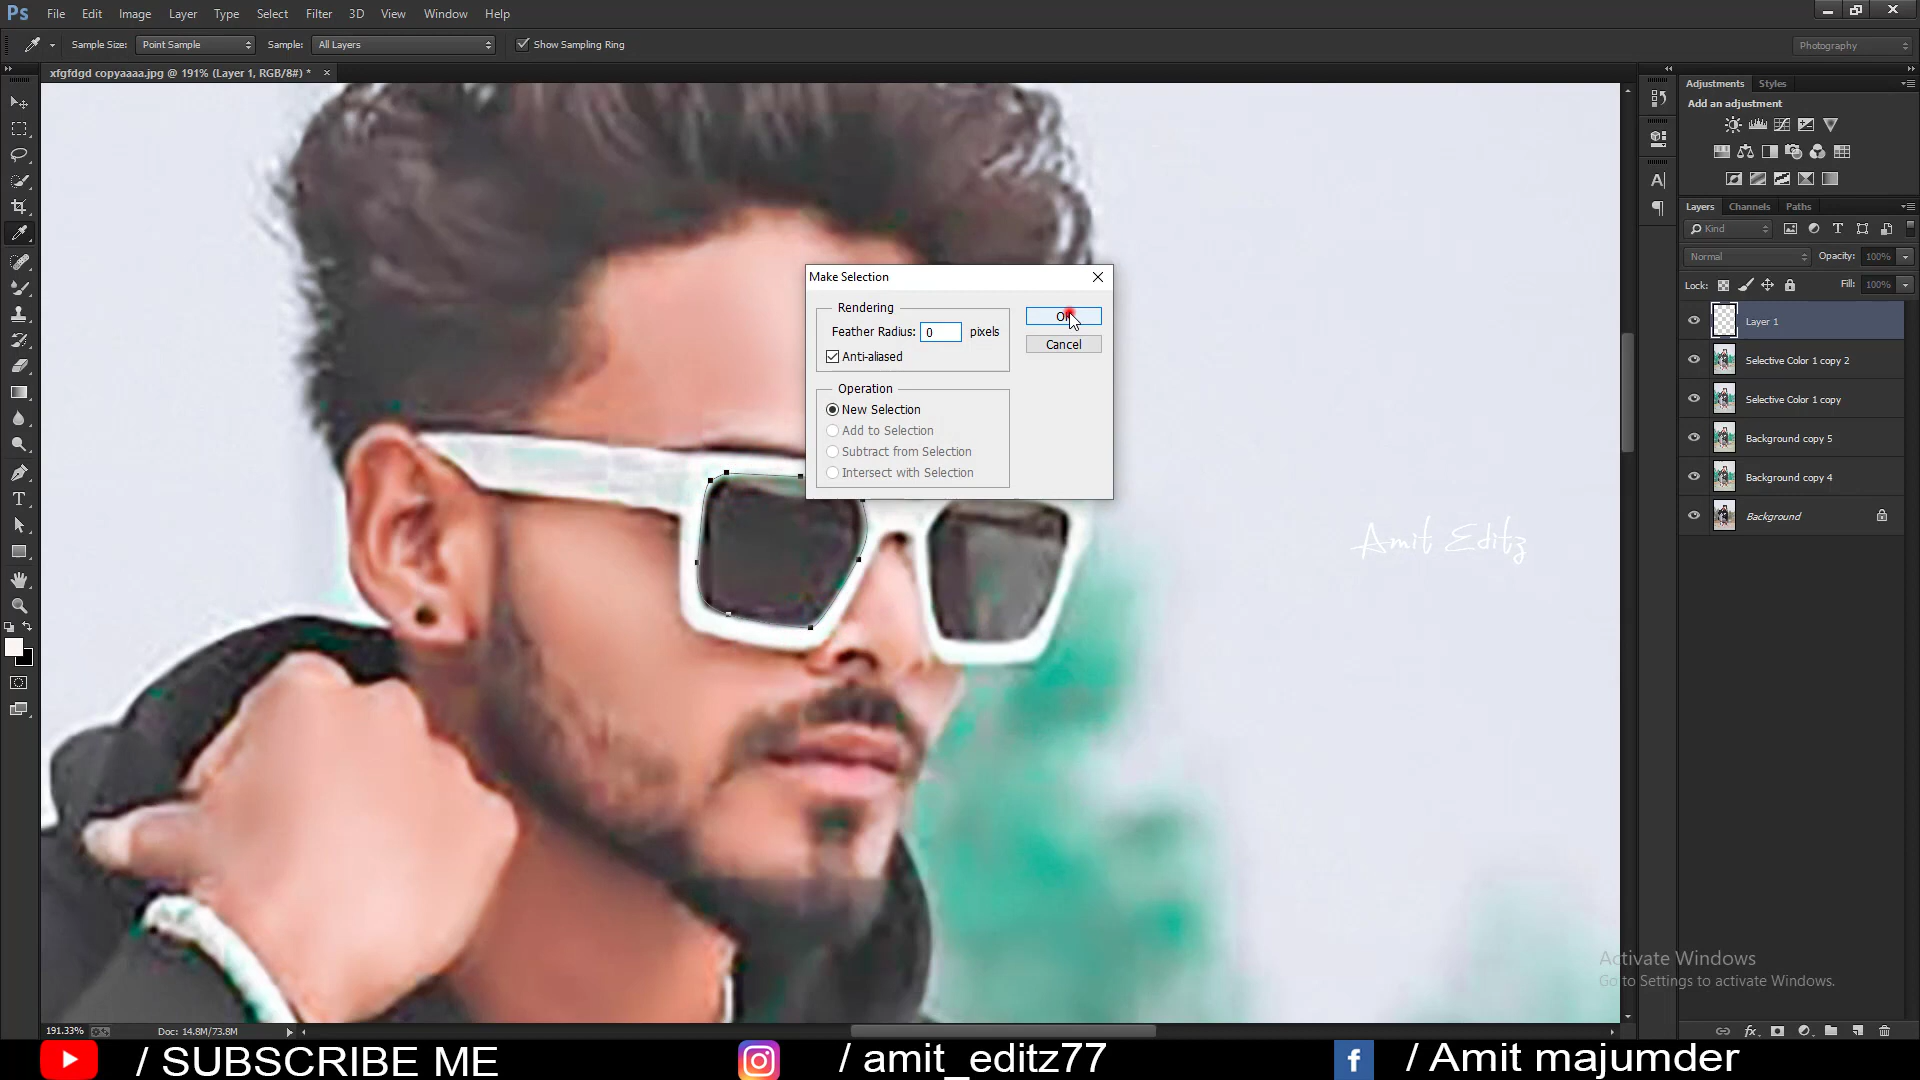 Ps File Edit Image Layer Type Select Filter 3D View Window Help
Sample Size: Point Sample Sample: All Layers Show Sampling Ring Photography
xfgfdgd copyaaaa.jpg @ 191% (Layer 1, RGB/8#) * ×
Adjustments Styles
Add an adjustment
Layers Channels Paths
Kind
Normal Opacity: 100%
Lock: Fill: 100%
Layer 1
Selective Color 1 copy 2
Selective Color 1 copy
Background copy 5
Background copy 4
Background
Make Selection
Rendering
Feather Radius: 0 pixels
Anti-aliased
OK
Cancel
Operation
New Selection
Add to Selection
Subtract from Selection
Intersect with Selection
Amit Editz
Activate Windows
Go to Settings to activate Windows.
191.33% Doc: 14.8M/73.8M
/ SUBSCRIBE ME / amit_editz77 / Amit majumder